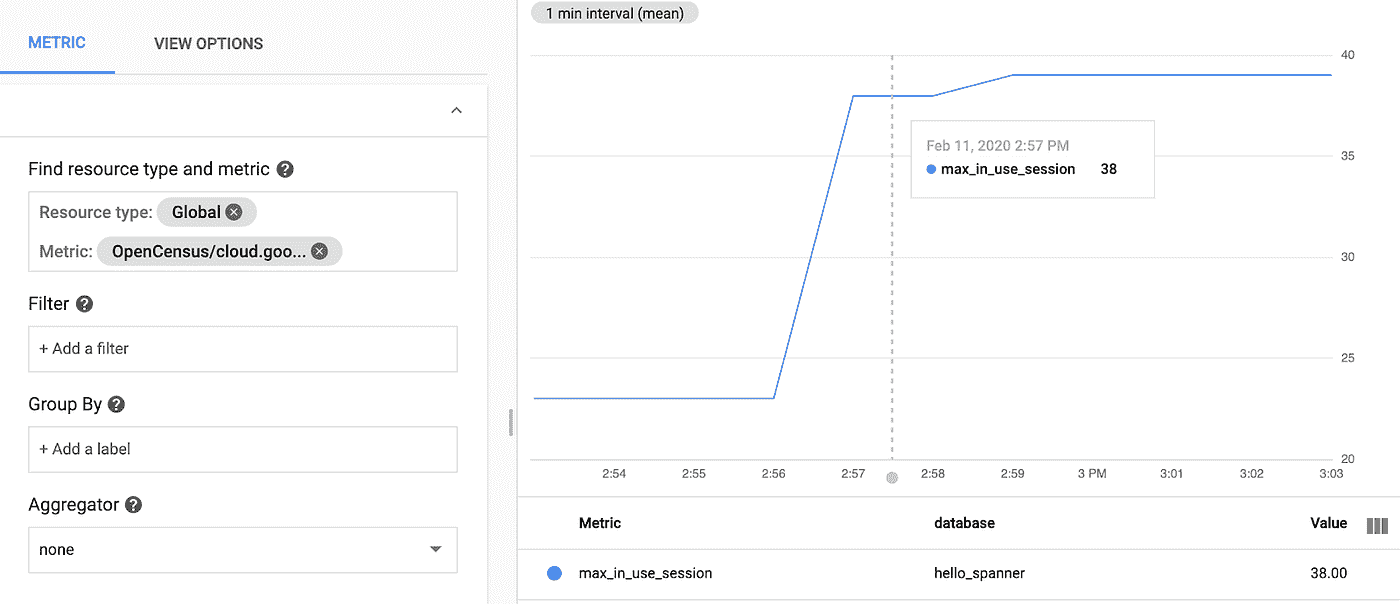 METRIC VIEW OPTIONS
Find resource type and metric ?
Resource type: Global
Metric: OpenCensus/cloud.goo...
Filter ?
+ Add a filter
Group By ?
+ Add a label
Aggregator ?
none
1 min interval (mean)
40
35
30
25
20
Feb 11, 2020 2:57 PM
max_in_use_session 38
2:54 2:55 2:56 2:57 2:58 2:59 3 PM 3:01 3:02 3:03
Metric database Value
max_in_use_session hello_spanner 38.00